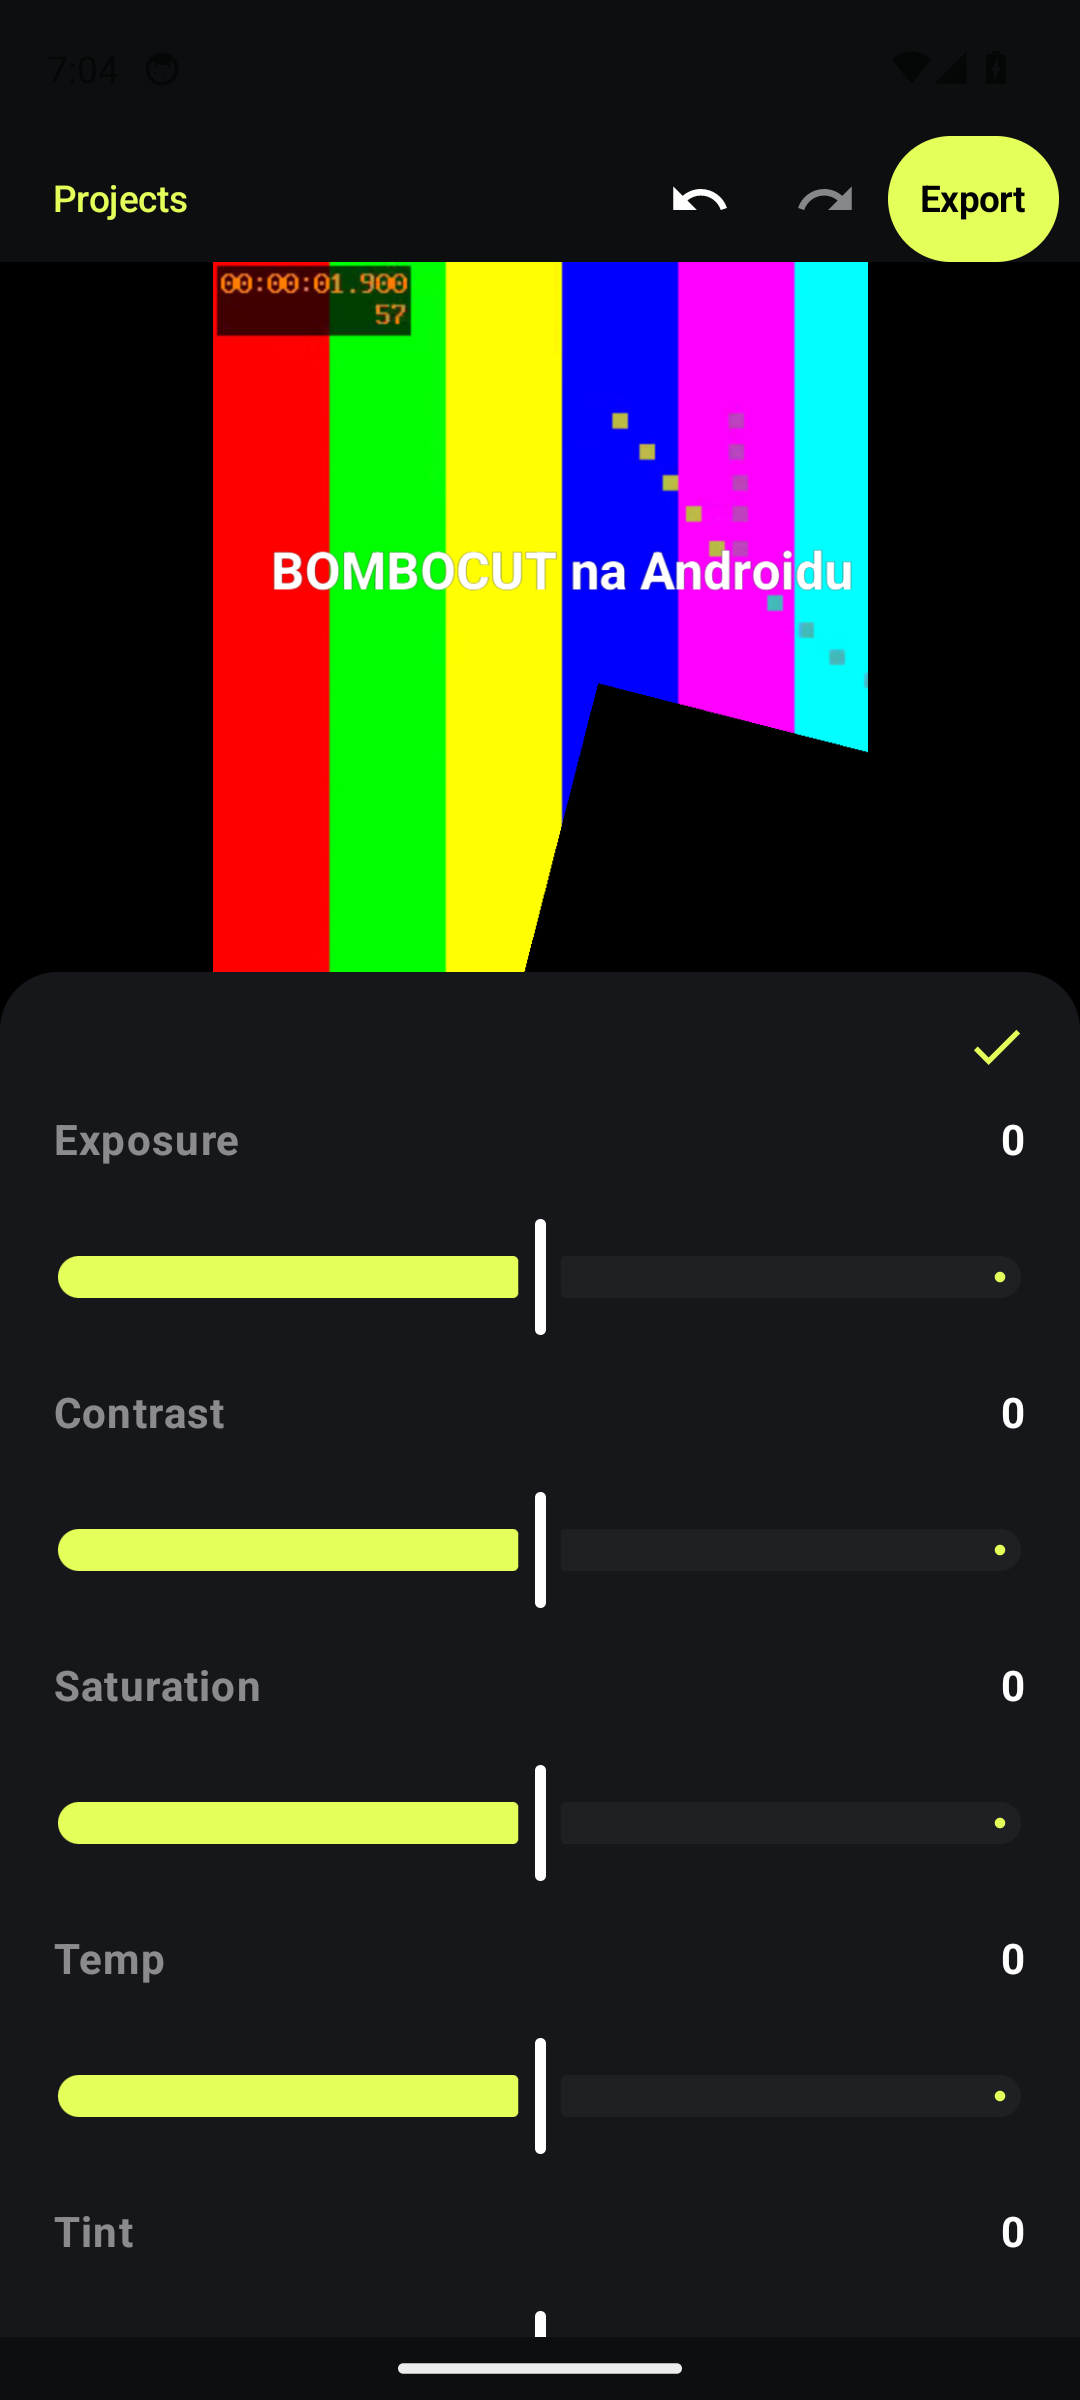 7:04
Projects
Export
00:00:01.900
57
BOMBOCUT na Androidu
Exposure 0
Contrast 0
Saturation 0
Temp 0
Tint 0